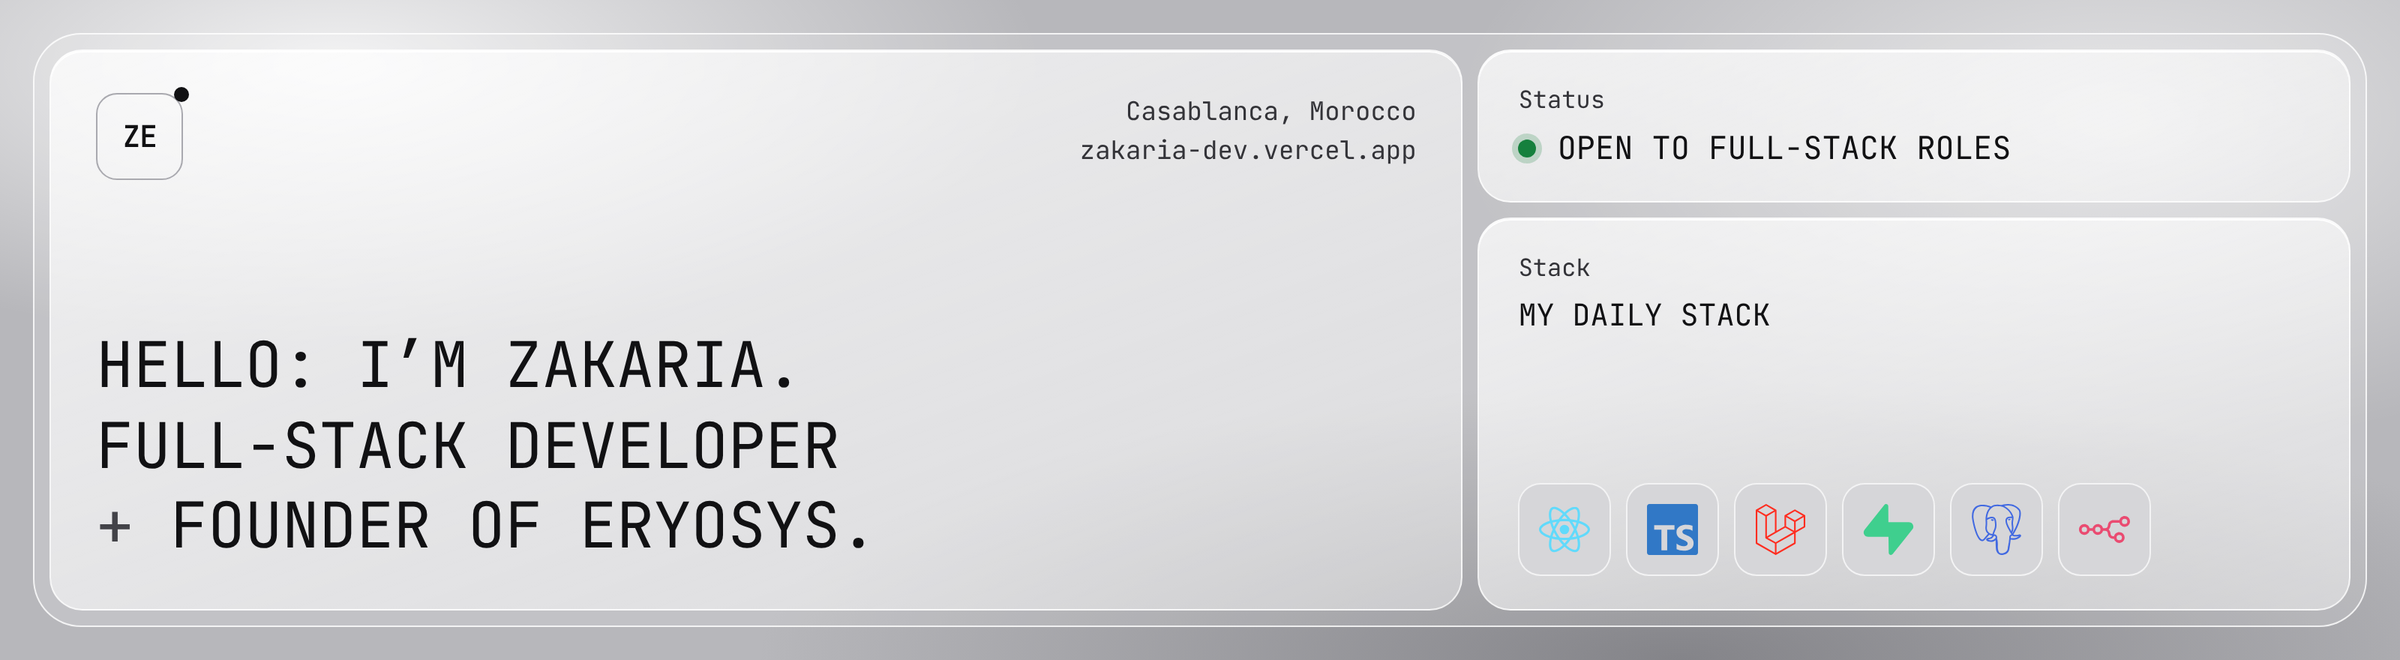 ZE
Casablanca, Morocco
zakaria-dev.vercel.app
HELLO: I’M ZAKARIA.
FULL-STACK DEVELOPER
+ FOUNDER OF ERYOSYS.
Status
OPEN TO FULL-STACK ROLES
Stack
MY DAILY STACK
TS